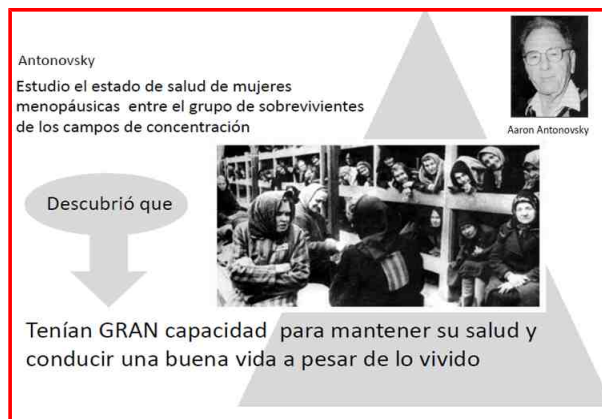 Antonovsky
Estudio el estado de salud de mujeres
menopáusicas entre el grupo de sobrevivientes
de los campos de concentración
Aaron Antonovsky
Descubrió que
Tenían GRAN capacidad para mantener su salud y
conducir una buena vida a pesar de lo vivido